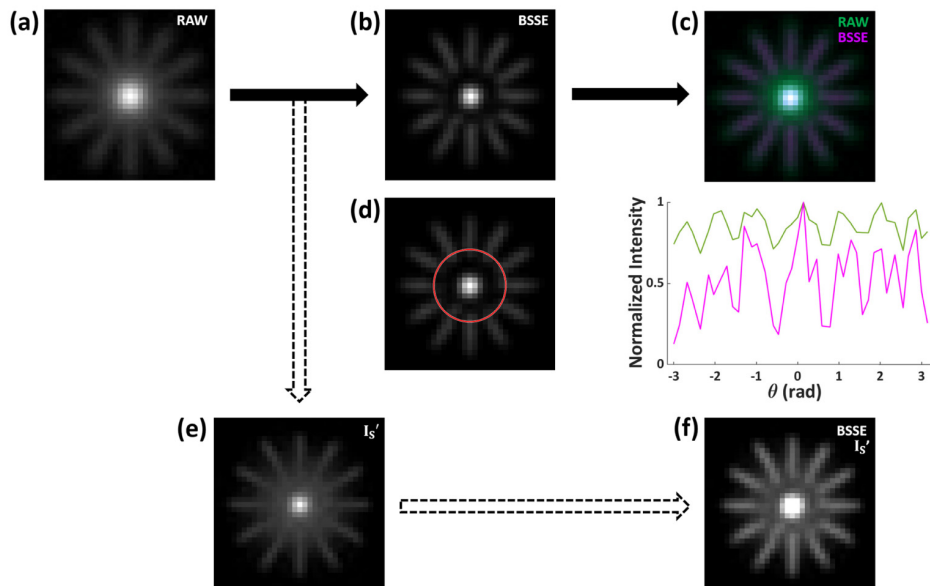 (a) RAW
(b) BSSE
(c) RAW
BSSE
(d)
Normalized Intensity
1
0.5
0
-3 -2 -1 0 1 2 3
θ (rad)
(e) I_S'
(f) BSSE
I_S'